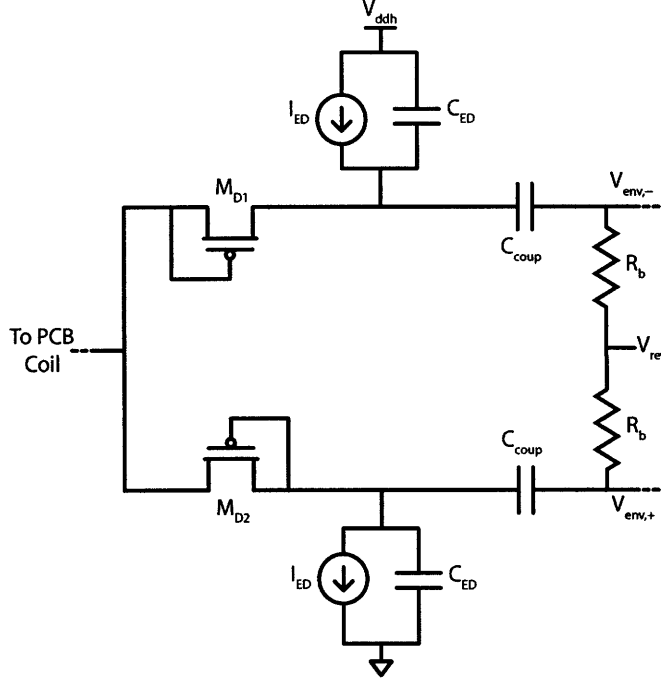 V_ddh
I_ED
C_ED
M_D1
V_env,−
C_coup
R_b
To PCB
Coil
V_re
R_b
C_coup
M_D2
V_env,+
I_ED
C_ED